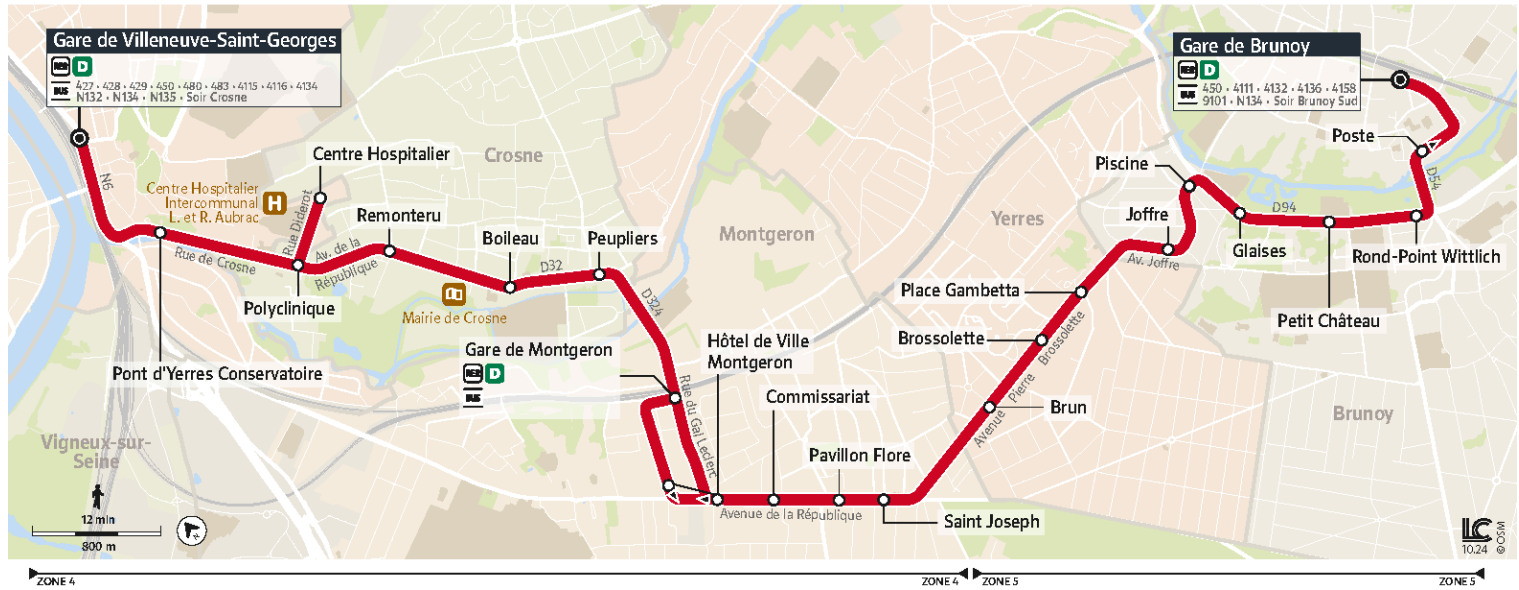 Gare de Villeneuve-Saint-Georges
RER D
BUS 427 • 428 • 429 • 450 • 480 • 483 • 4115 • 4116 • 4134
N132 • N134 • N135 • Soir Crosne
Gare de Brunoy
RER D
BUS 450 • 4111 • 4132 • 4136 • 4158
9101 • N134 • Soir Brunoy Sud
Poste
Centre Hospitalier
Crosne
Piscine
N6
Centre Hospitalier
Intercommunal
L. et R. Aubrac
H
Rue Diderot
Remonteru
Boileau
Peupliers
Montgeron
Yerres
Joffre
D94
D54
Glaises
Rond-Point Wittlich
Rue de Crosne
Av. de la
République
D32
Av. Joffre
Polyclinique
Mairie de Crosne
D324
Place Gambetta
Petit Château
Brossolette
Avenue Pierre Brossolette
Gare de Montgeron
RER D
BUS
Hôtel de Ville
Montgeron
Pont d'Yerres Conservatoire
Rue du Gal Leclerc
Commissariat
Brun
Brunoy
Vigneux-sur-
Seine
Pavillon Flore
Avenue de la République
Saint Joseph
12 min
800 m
N
LC
10.24
©OSM
ZONE 4
ZONE 4
ZONE 5
ZONE 5